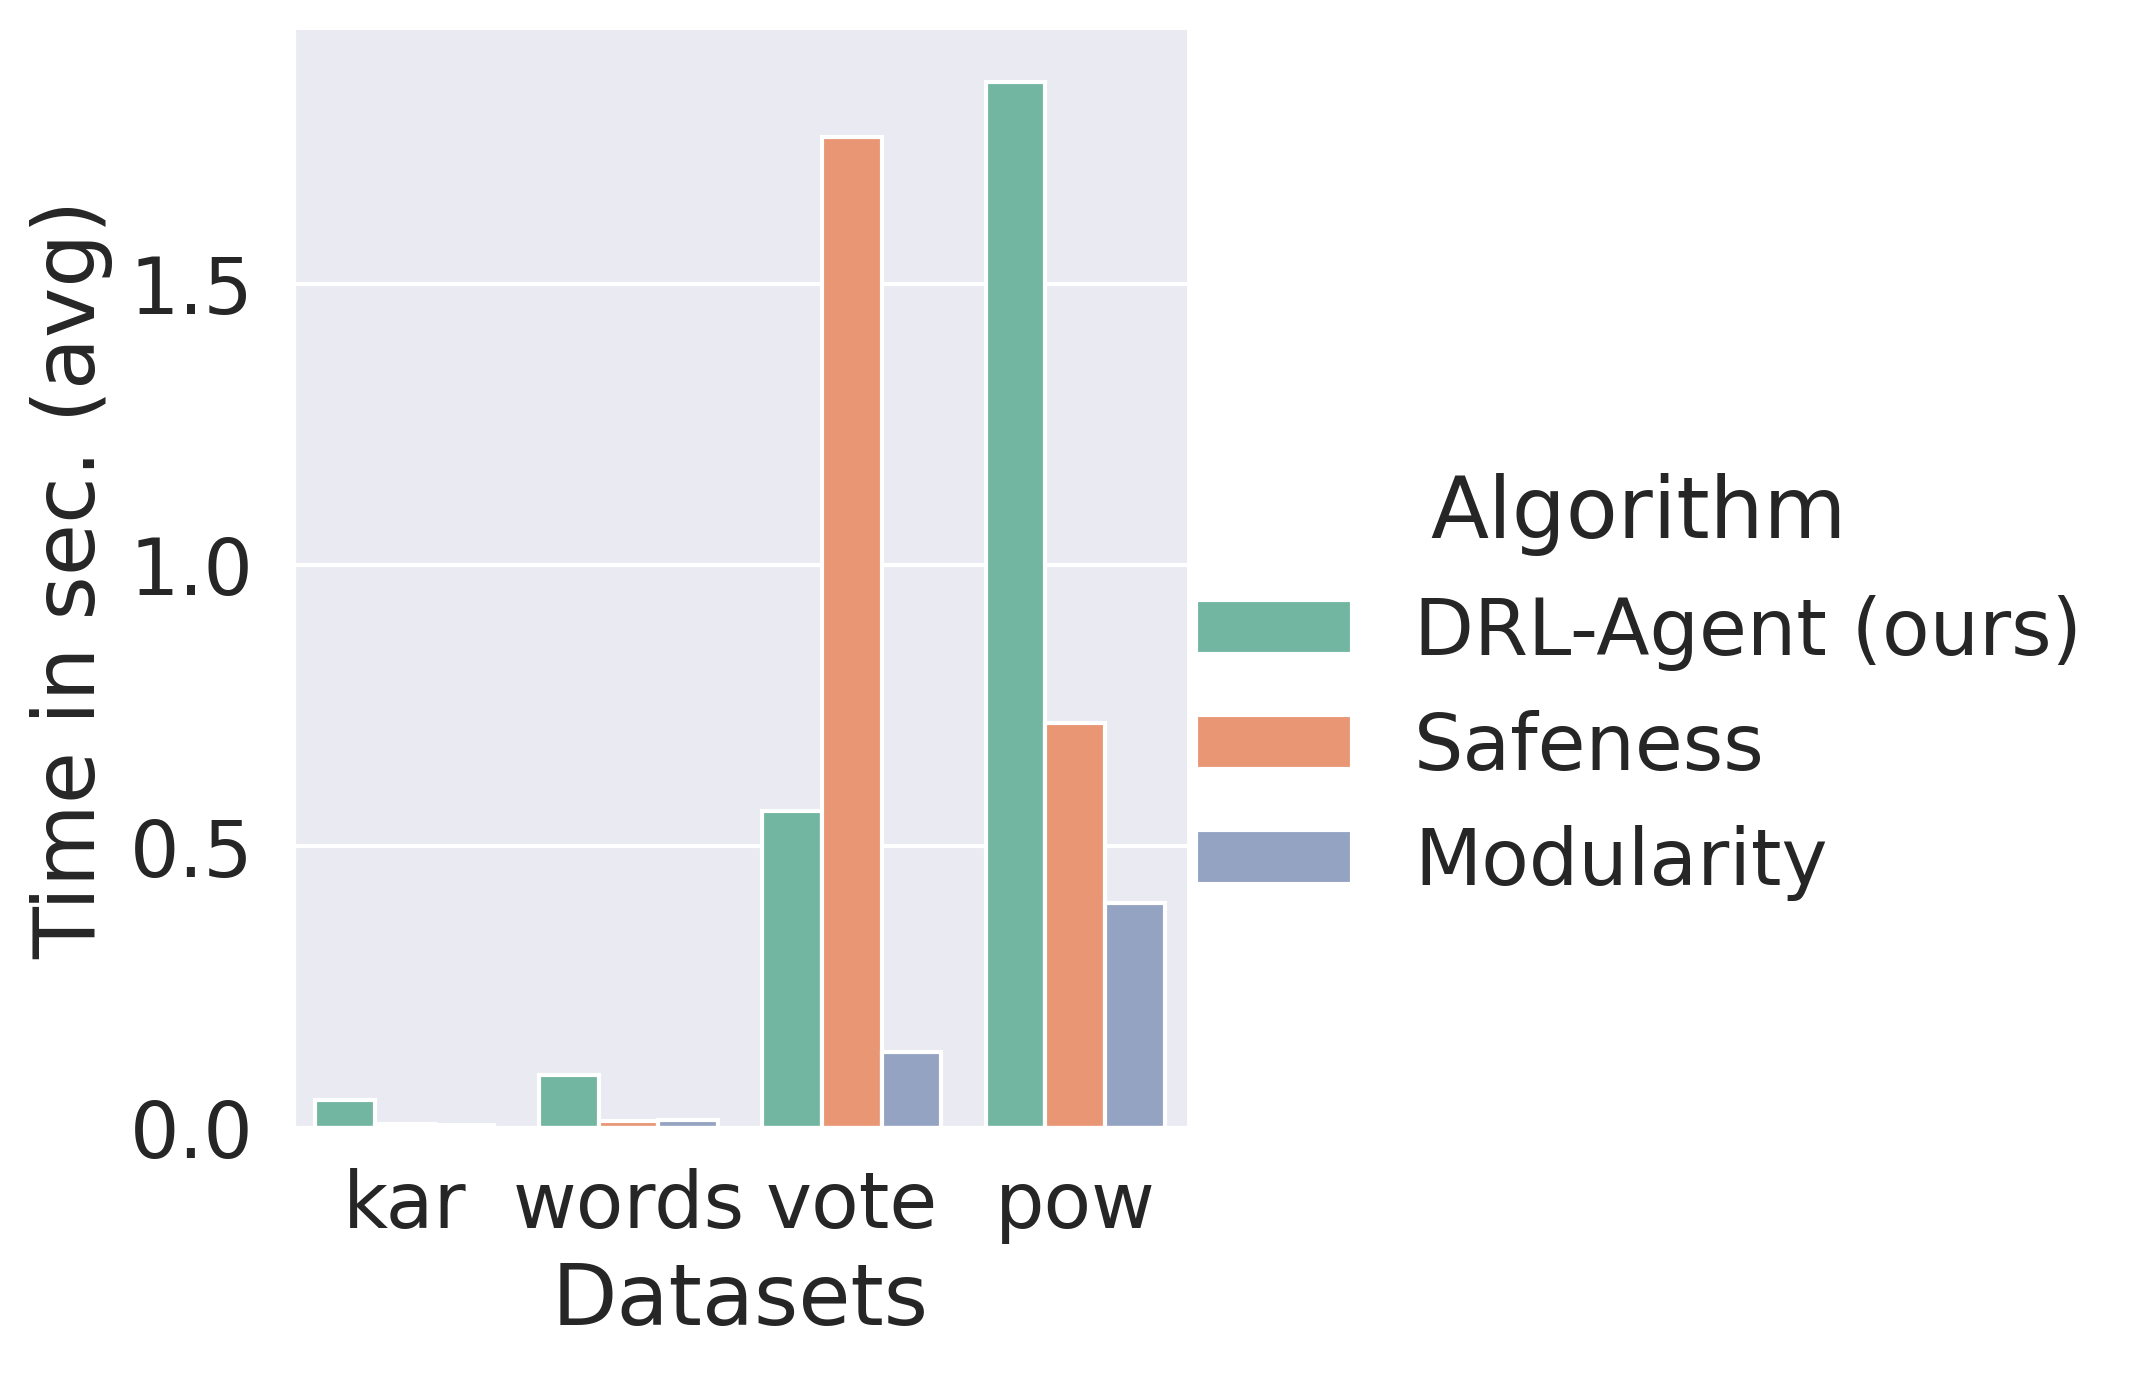 Time in sec. (avg)
1.5
1.0
0.5
0.0
kar words vote pow
Datasets
Algorithm
DRL-Agent (ours)
Safeness
Modularity